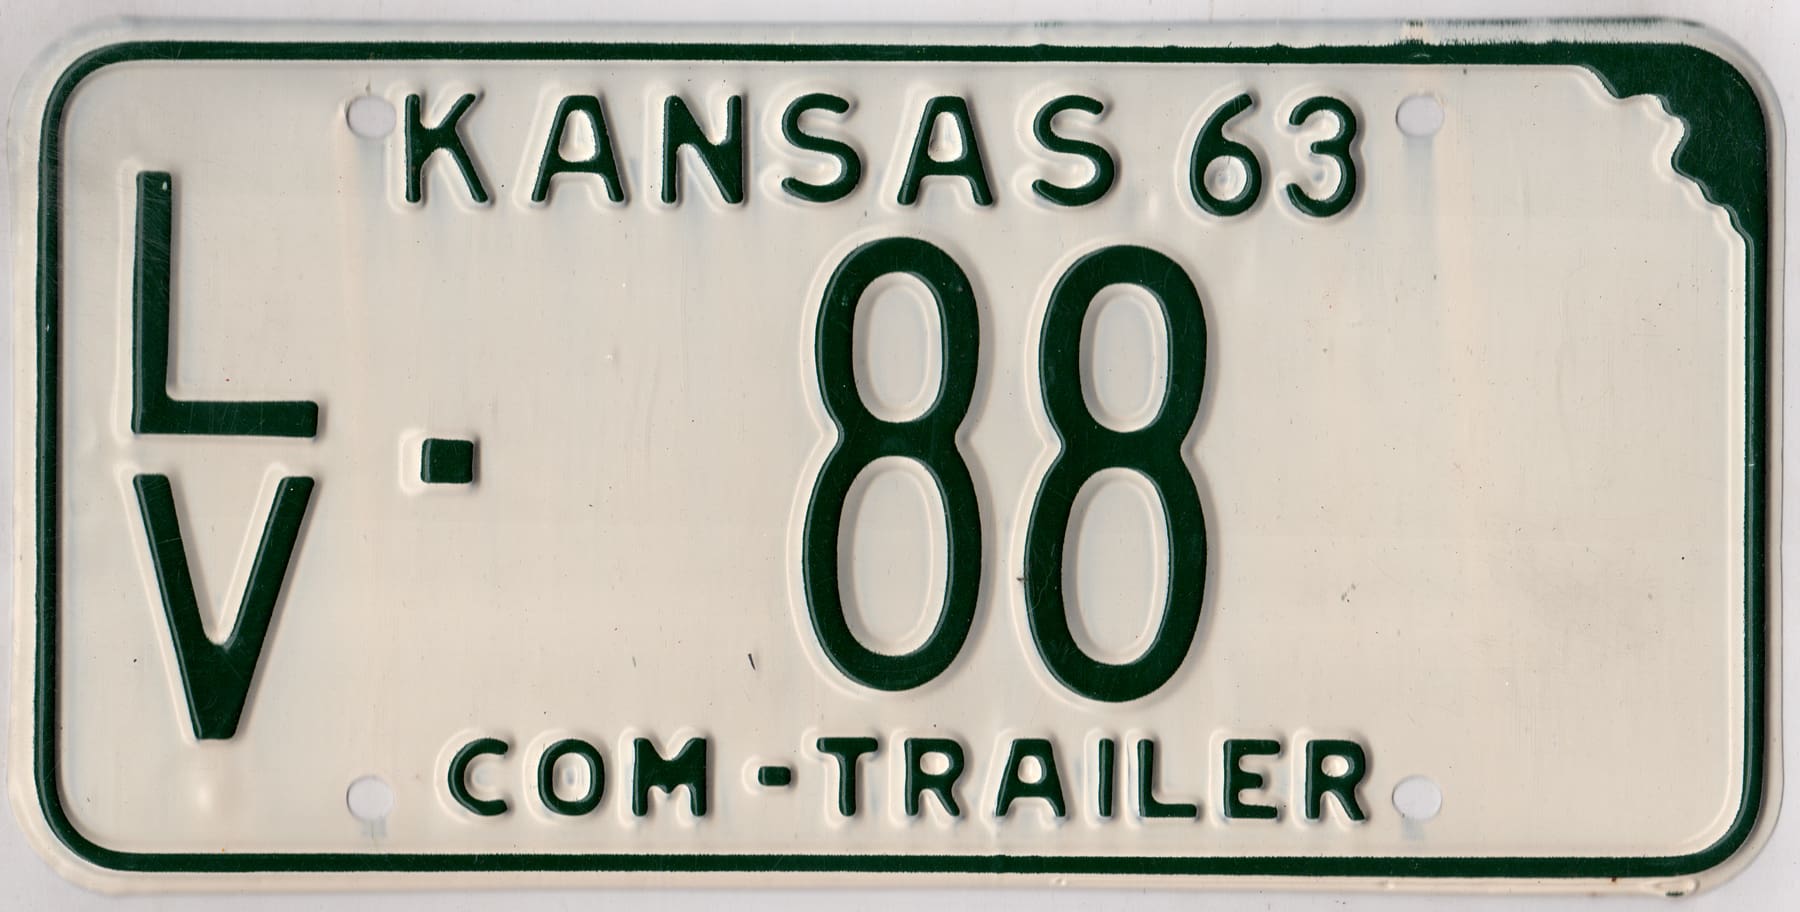 KANSAS 63
LV - 88
COM-TRAILER